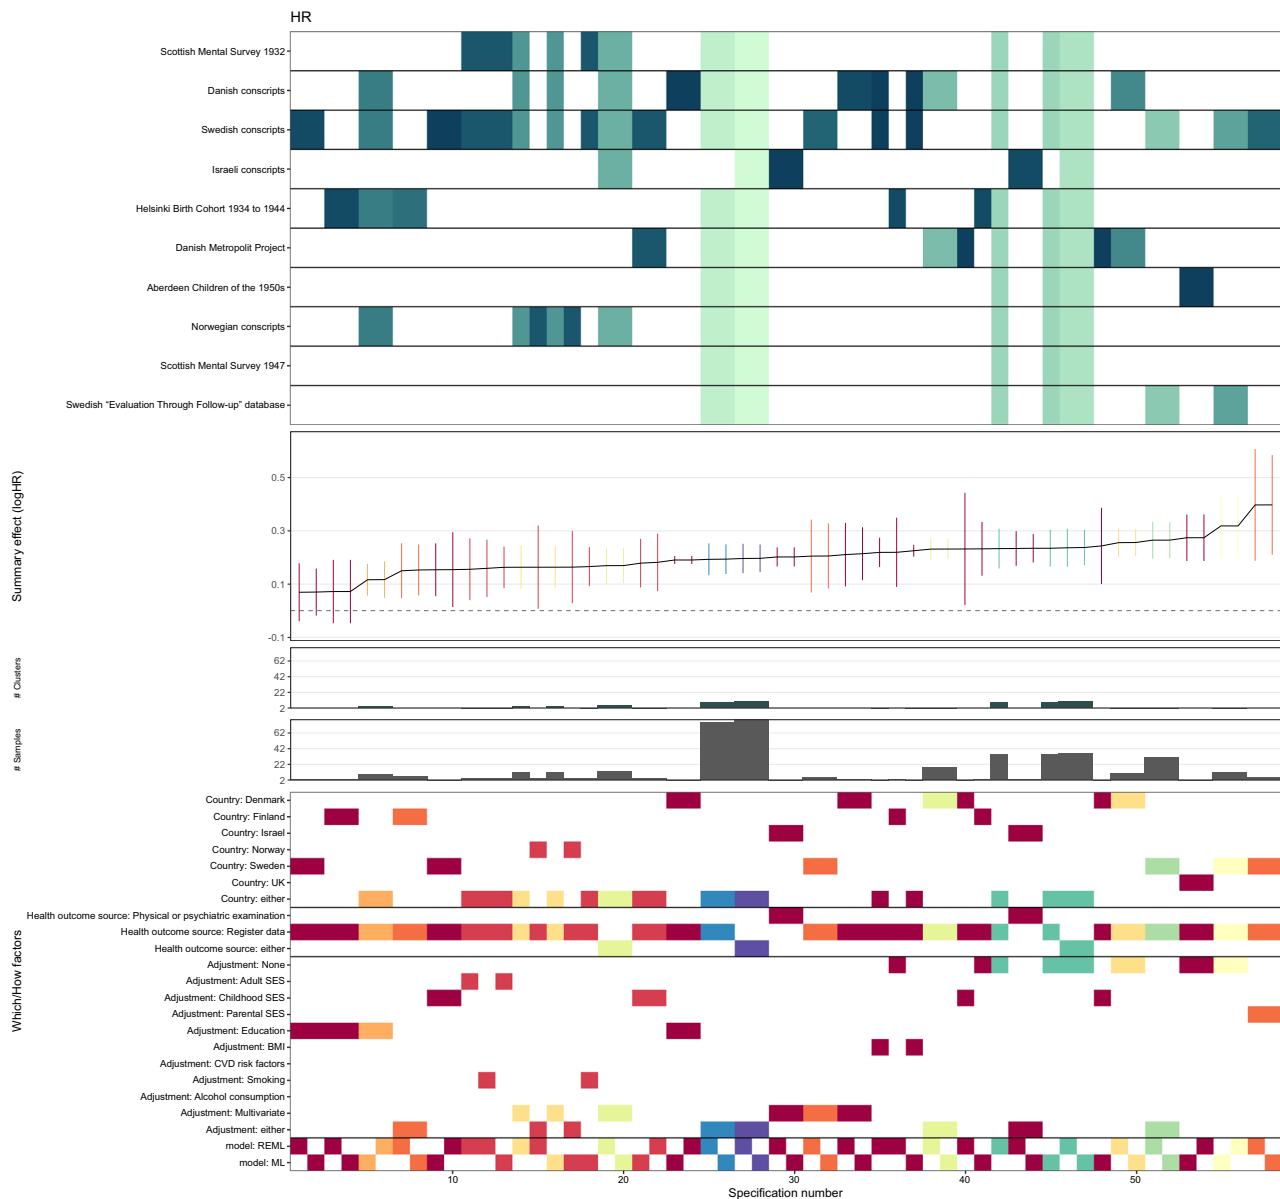 HR
Scottish Mental Survey 1932
Danish conscripts
Swedish conscripts
Israeli conscripts
Helsinki Birth Cohort 1934 to 1944
Danish Metropolit Project
Aberdeen Children of the 1950s
Norwegian conscripts
Scottish Mental Survey 1947
Swedish “Evaluation Through Follow-up” database
Summary effect (logHR)
0.5
0.3
0.1
-0.1
# Clusters
62
42
22
2
# Samples
62
42
22
2
Which/How factors
Country: Denmark
Country: Finland
Country: Israel
Country: Norway
Country: Sweden
Country: UK
Country: either
Health outcome source: Physical or psychiatric examination
Health outcome source: Register data
Health outcome source: either
Adjustment: None
Adjustment: Adult SES
Adjustment: Childhood SES
Adjustment: Parental SES
Adjustment: Education
Adjustment: BMI
Adjustment: CVD risk factors
Adjustment: Smoking
Adjustment: Alcohol consumption
Adjustment: Multivariate
Adjustment: either
model: REML
model: ML
10 20 30 40 50
Specification number